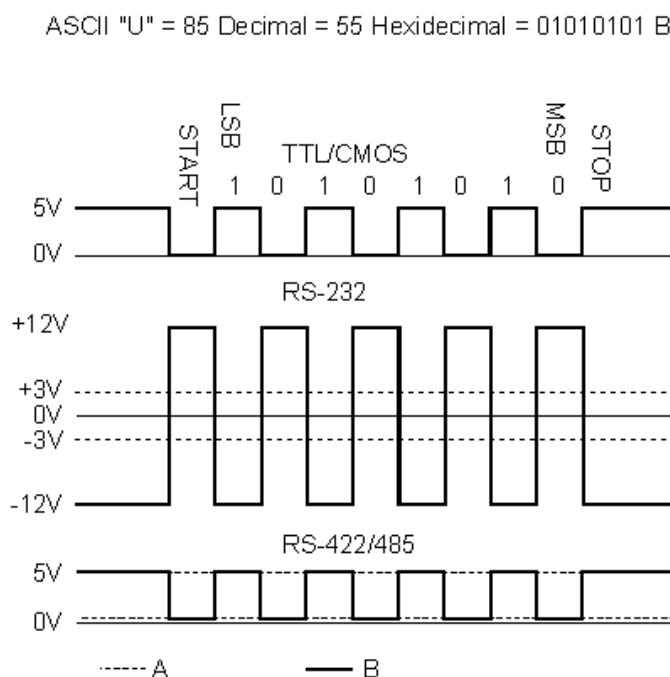 ASCII "U" = 85 Decimal = 55 Hexidecimal = 01010101 B
START
LSB
TTL/CMOS
MSB
STOP
1 0 1 0 1 0 1 0
5V
0V
RS-232
+12V
+3V
0V
-3V
-12V
RS-422/485
5V
0V
A B